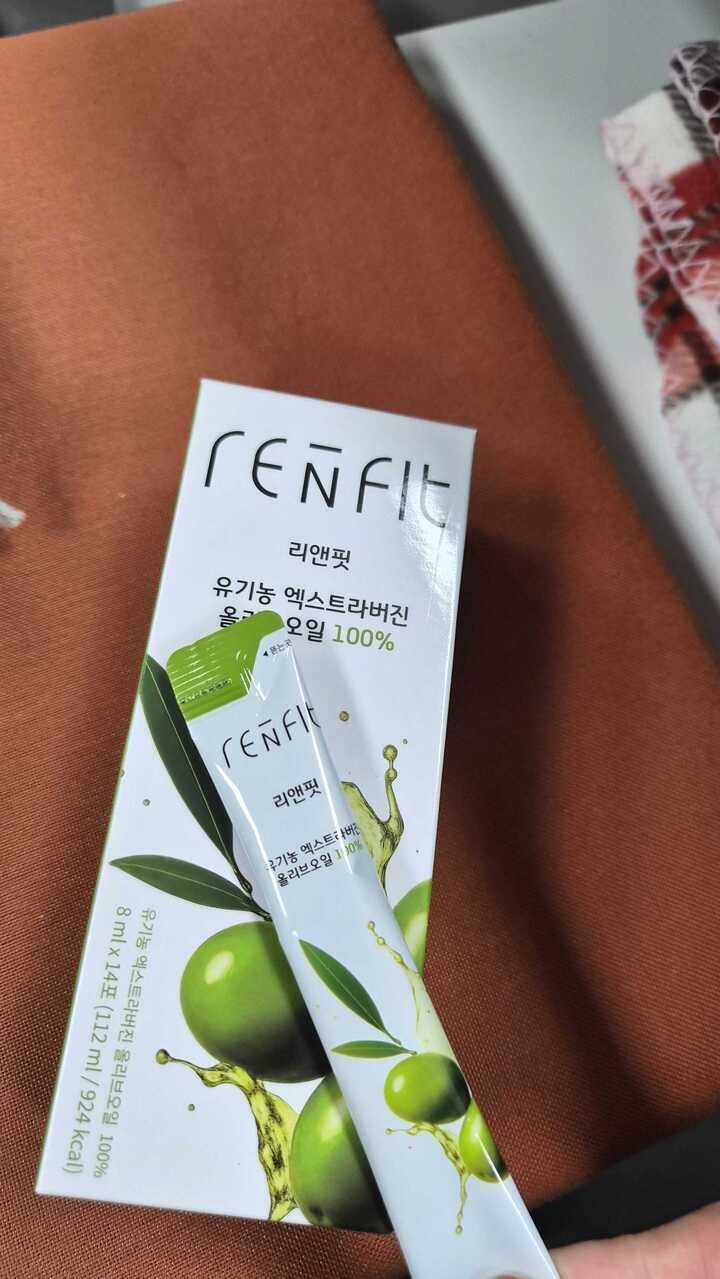 RENFIT
리앤핏
유기농 엑스트라버진
오일 100%
◀ 뜯는곳
RENFIT
리앤핏
유기농 엑스트라버진
올리브오일 100%
유기농 엑스트라버진 올리브오일 100%
8 ml x 14포 (112 ml / 924 kcal)